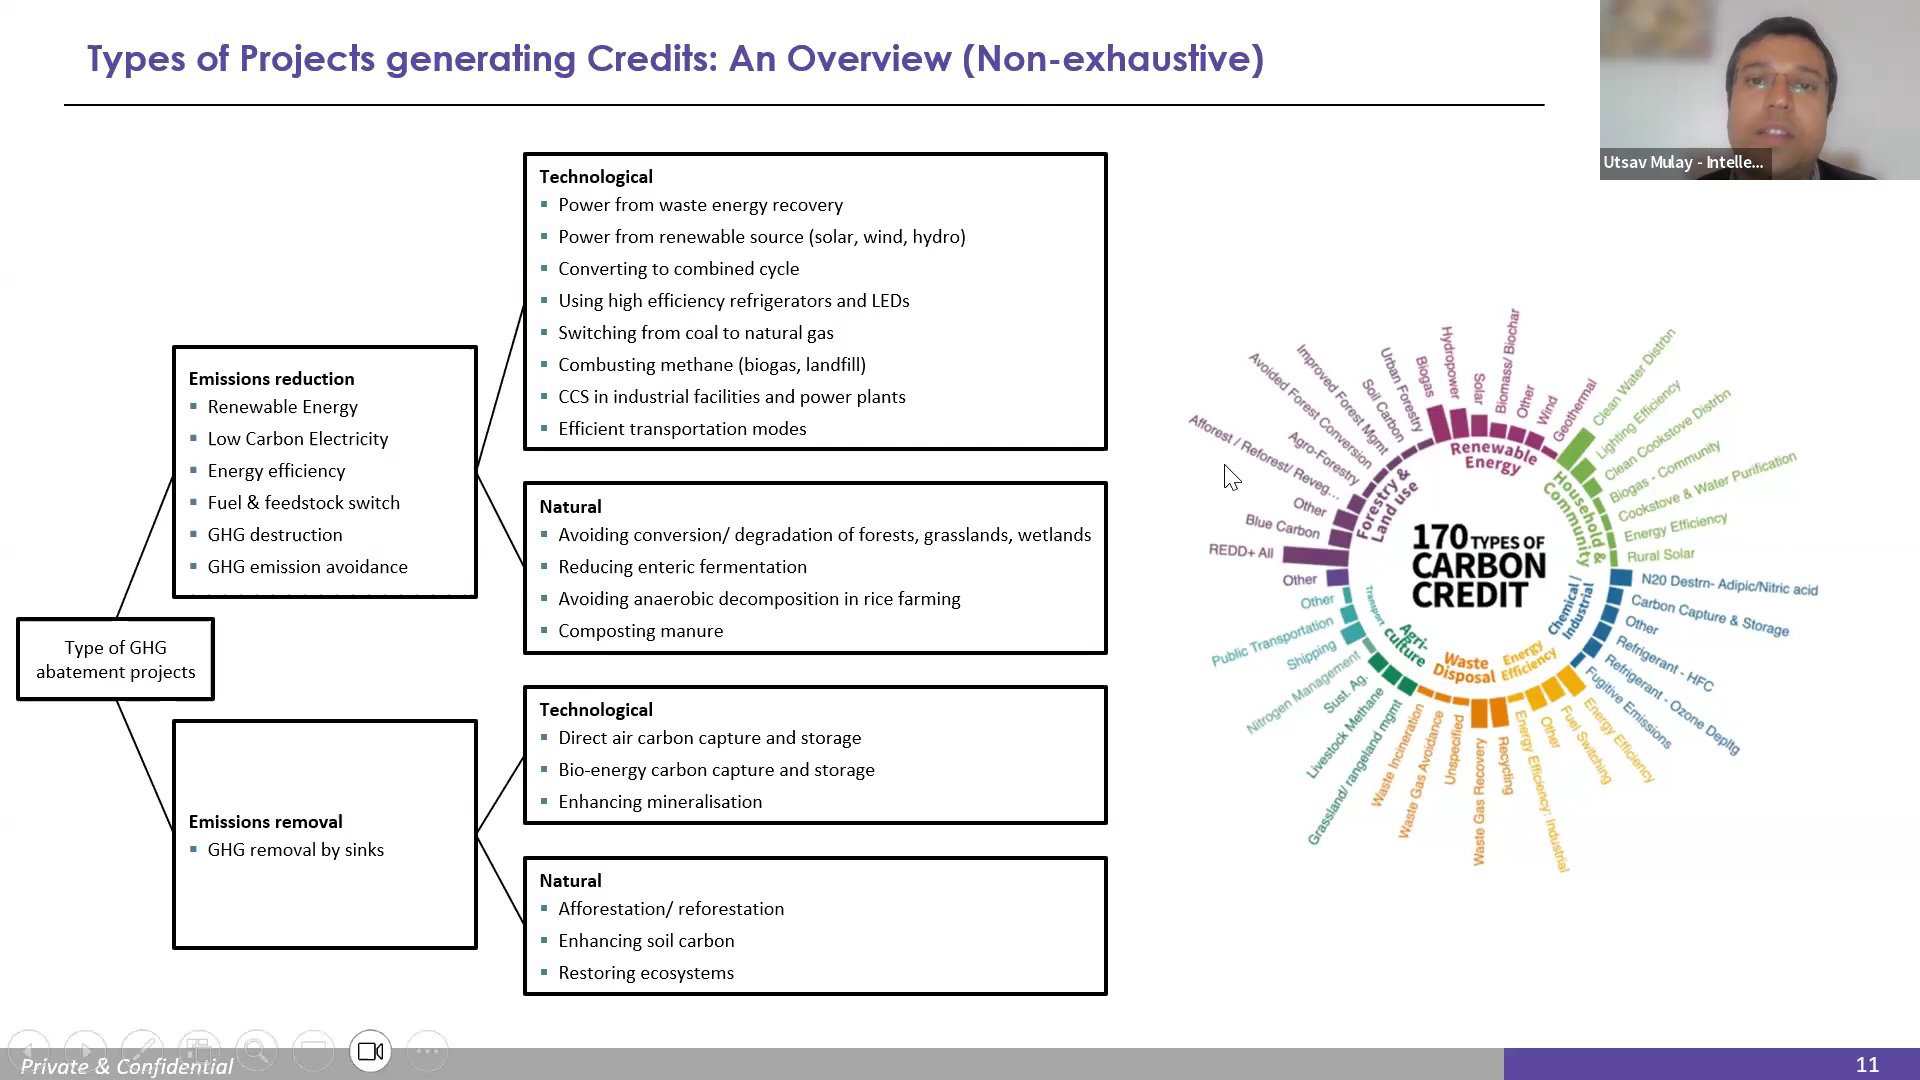 Types of Projects generating Credits: An Overview (Non-exhaustive)
Utsav Mulay - Intelle...
Type of GHG
abatement projects
Emissions reduction
Renewable Energy
Low Carbon Electricity
Energy efficiency
Fuel & feedstock switch
GHG destruction
GHG emission avoidance
Emissions removal
GHG removal by sinks
Technological
Power from waste energy recovery
Power from renewable source (solar, wind, hydro)
Converting to combined cycle
Using high efficiency refrigerators and LEDs
Switching from coal to natural gas
Combusting methane (biogas, landfill)
CCS in industrial facilities and power plants
Efficient transportation modes
Natural
Avoiding conversion/ degradation of forests, grasslands, wetlands
Reducing enteric fermentation
Avoiding anaerobic decomposition in rice farming
Composting manure
Technological
Direct air carbon capture and storage
Bio-energy carbon capture and storage
Enhancing mineralisation
Natural
Afforestation/ reforestation
Enhancing soil carbon
Restoring ecosystems
170 TYPES OF
CARBON
CREDIT
Renewable
Energy
Biogas
Hydropower
Solar
Biomass/ Biochar
Other
Wind
Geothermal
Household &
Community
Clean Water Distrbn
Lighting Efficiency
Clean Cookstove Distrbn
Biogas - Community
Cookstove & Water Purification
Energy Efficiency
Rural Solar
Chemical /
Industrial
N20 Destrn- Adipic/Nitric acid
Carbon Capture & Storage
Other
Refrigerant - HFC
Refrigerant - Ozone Depltg
Fugitive Emissions
Energy
Efficiency
Energy Efficiency
Fuel Switching
Other
Energy Efficiency: Industrial
Waste
Disposal
Recycling
Waste Gas Recovery
Unspecified
Waste Gas Avoidance
Waste Incineration
Agri-
culture
Grassland/ rangeland mgmt
Livestock Methane
Sust. Ag.
Nitrogen Management
Transport
Shipping
Public Transportation
Other
Forestry &
Land use
Other
REDD+ All
Blue Carbon
Other
Afforest / Reforest/ Reveg...
Agro-Forestry
Avoided Forest Conversion
Improved Forest Mgmt
Soil Carbon
Urban Forestry
Private & Confidential
11